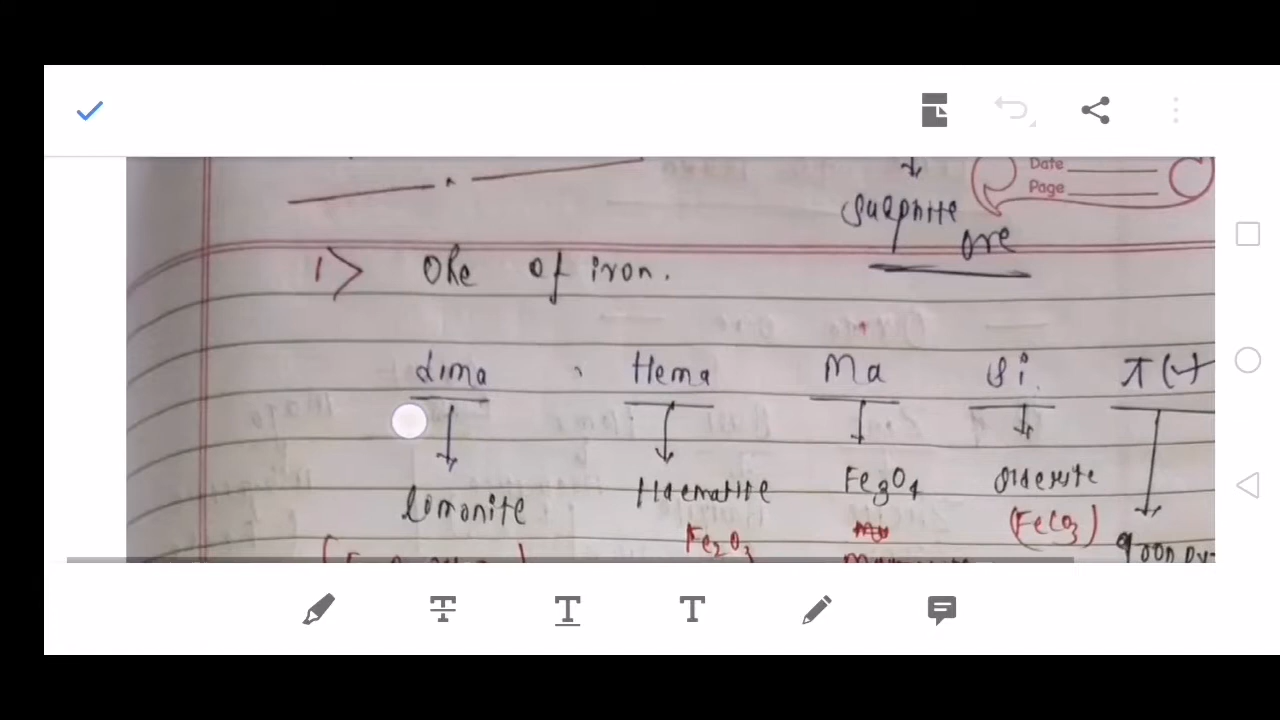 Date
Page
Sulphite
ore
1> Ore of iron.
Lima , Hema Ma Si π(
Limonite Haematite Fe3O4 Siderite
Fe2O3 (FeCO3)